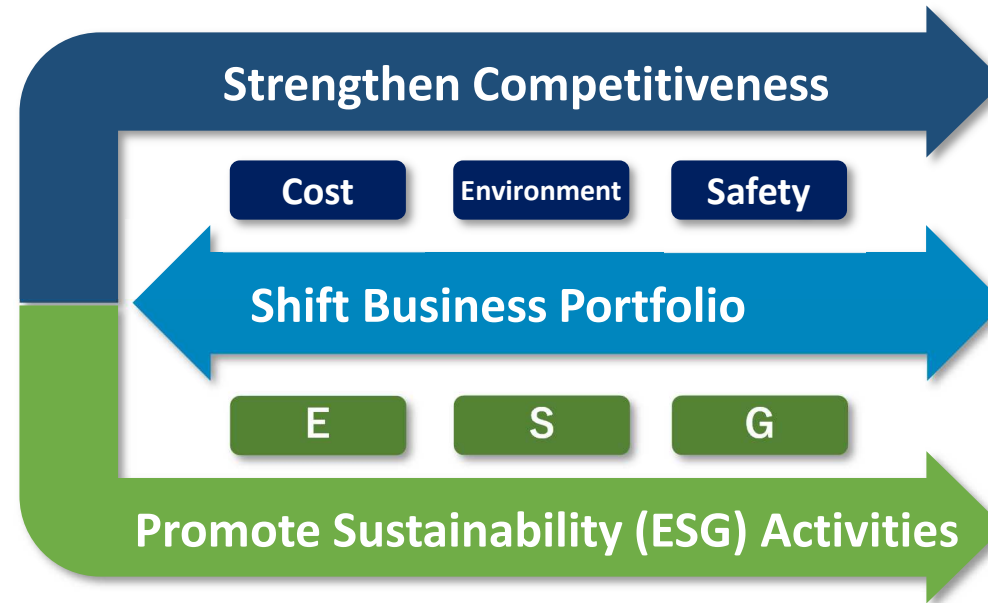 Strengthen Competitiveness
Cost Environment Safety
Shift Business Portfolio
E S G
Promote Sustainability (ESG) Activities